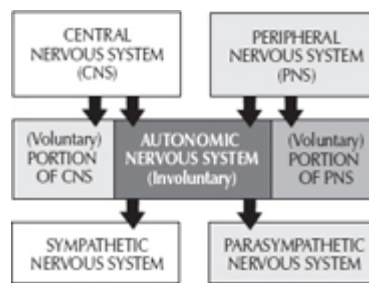 CENTRAL
NERVOUS SYSTEM
(CNS)
PERIPHERAL
NERVOUS SYSTEM
(PNS)
(Voluntary)
PORTION
OF CNS
AUTONOMIC
NERVOUS SYSTEM
(Involuntary)
(Voluntary)
PORTION
OF PNS
SYMPATHETIC
NERVOUS SYSTEM
PARASYMPATHETIC
NERVOUS SYSTEM